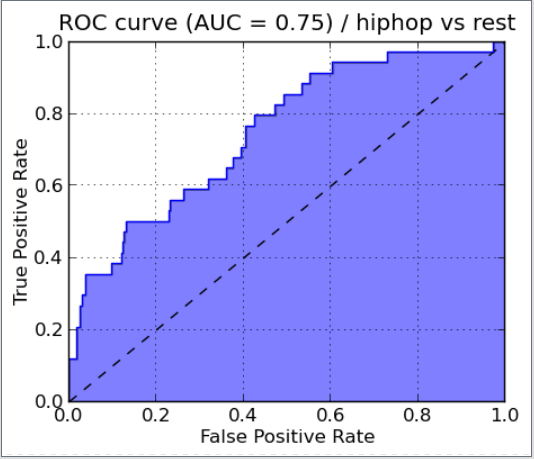 ROC curve (AUC = 0.75) / hiphop vs rest
1.0
0.8
0.6
0.4
0.2
0.0
True Positive Rate
0.0 0.2 0.4 0.6 0.8 1.0
False Positive Rate